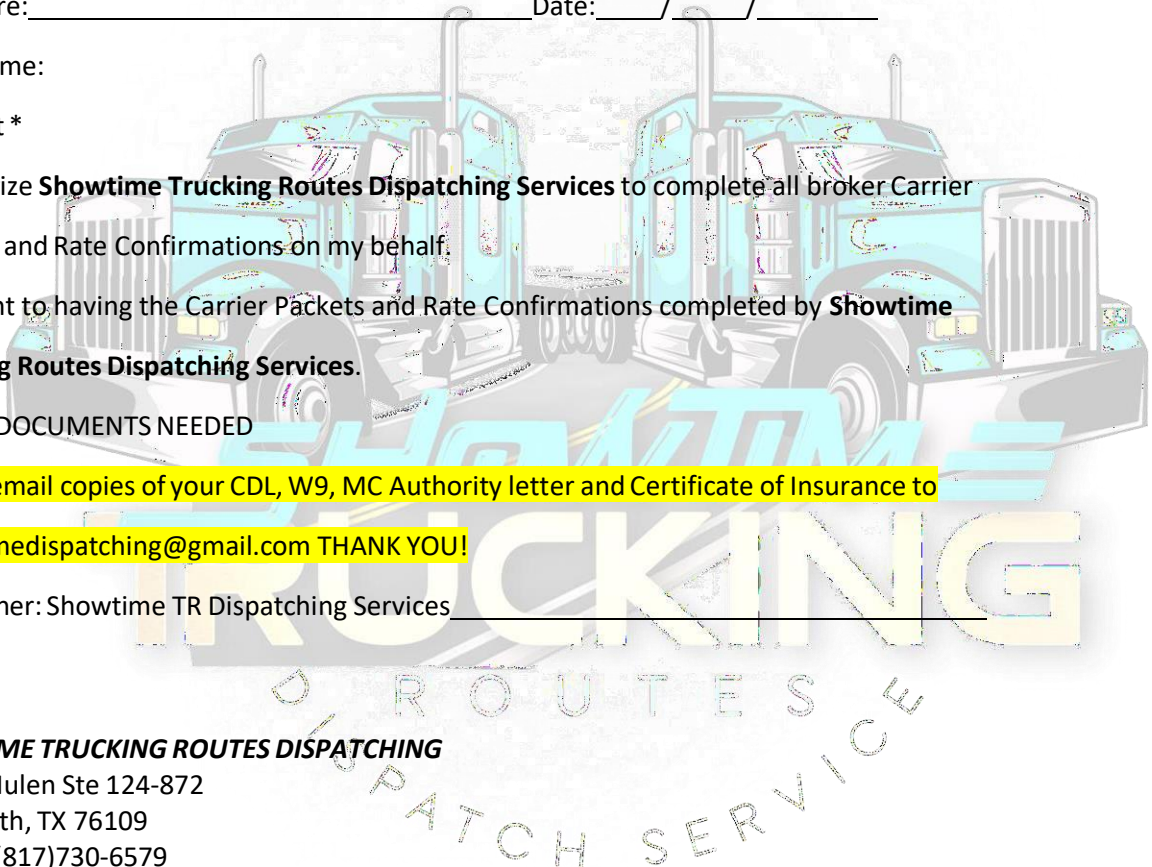 re: Date: / /
me:
t *
ize Showtime Trucking Routes Dispatching Services to complete all broker Carrier
and Rate Confirmations on my behalf.
nt to having the Carrier Packets and Rate Confirmations completed by Showtime
g Routes Dispatching Services.
DOCUMENTS NEEDED
email copies of your CDL, W9, MC Authority letter and Certificate of Insurance to
medispatching@gmail.com THANK YOU!
ner: Showtime TR Dispatching Services
SHOWTIME
TRUCKING
ROUTES
DISPATCH SERVICE
ME TRUCKING ROUTES DISPATCHING
Hulen Ste 124-872
th, TX 76109
(817)730-6579